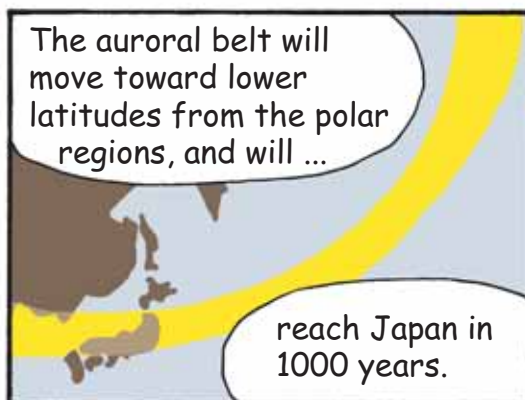 The auroral belt will
move toward lower
latitudes from the polar
regions, and will ...
reach Japan in
1000 years.